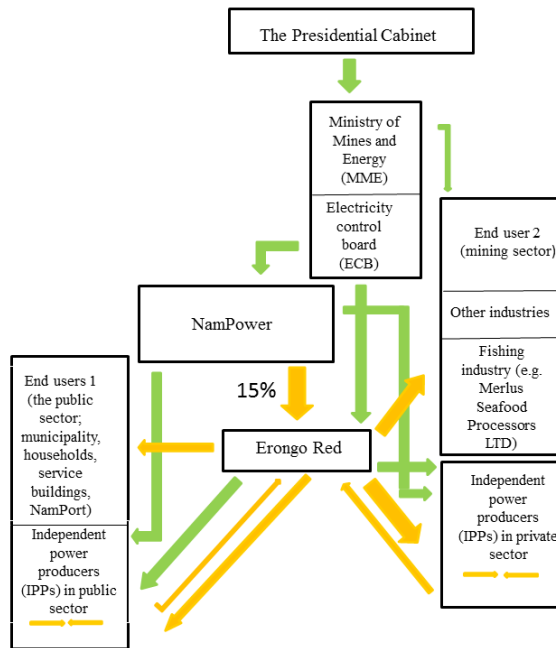 The Presidential Cabinet
Ministry of
Mines and
Energy
(MME)
Electricity
control
board
(ECB)
End user 2
(mining sector)
Other industries
Fishing
industry (e.g.
Merlus
Seafood
Processors
LTD)
NamPower
15%
End users 1
(the public
sector;
municipality,
households,
service
buildings,
NamPort)
Erongo Red
Independent
power
producers
(IPPs) in public
sector
Independent
power
producers
(IPPs) in private
sector